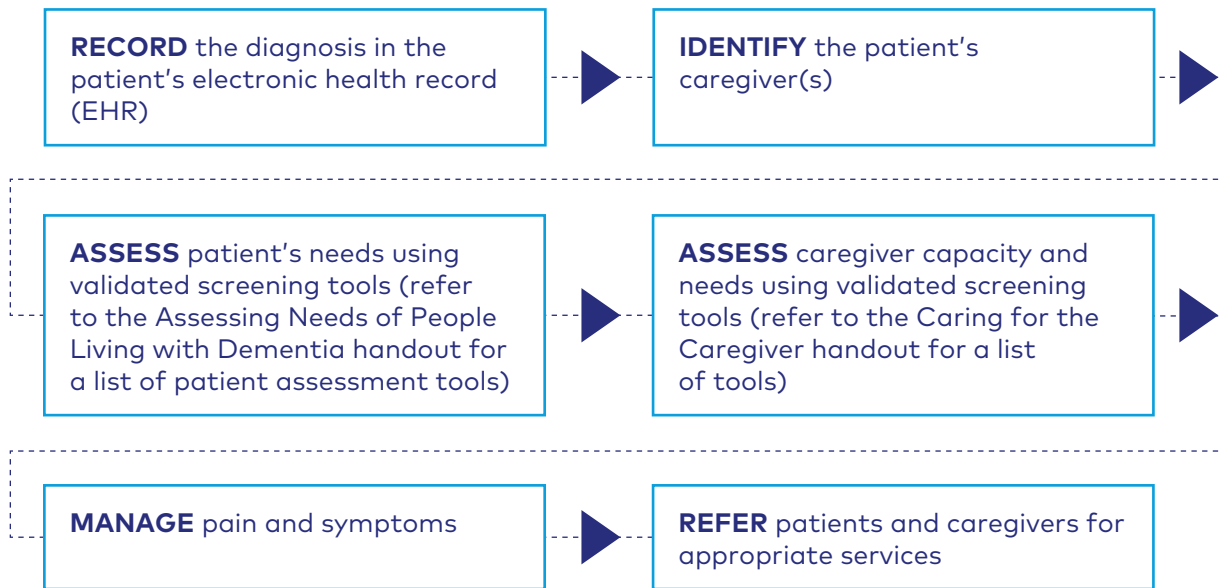 RECORD the diagnosis in the
patient’s electronic health record
(EHR)
IDENTIFY the patient’s
caregiver(s)
ASSESS patient’s needs using
validated screening tools (refer
to the Assessing Needs of People
Living with Dementia handout for
a list of patient assessment tools)
ASSESS caregiver capacity and
needs using validated screening
tools (refer to the Caring for the
Caregiver handout for a list
of tools)
MANAGE pain and symptoms
REFER patients and caregivers for
appropriate services